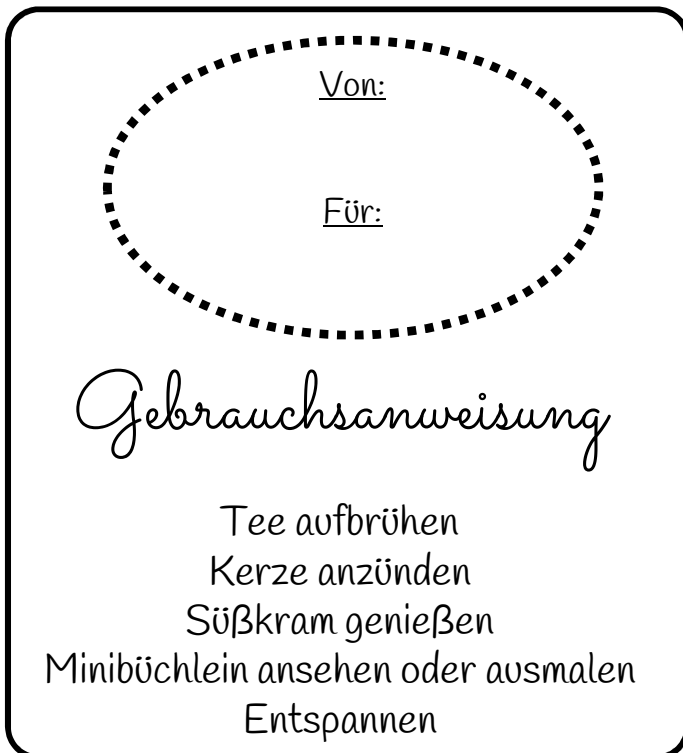 Von:
Für:
Gebrauchsanweisung
Tee aufbrühen
Kerze anzünden
Süßkram genießen
Minibüchlein ansehen oder ausmalen
Entspannen